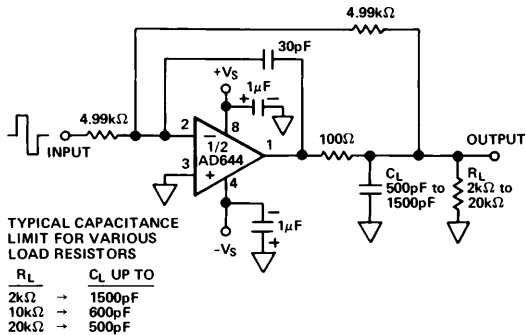 4.99kΩ
30pF
+VS
1μF
+
−
4.99kΩ
2
−
8
1
100Ω
OUTPUT
INPUT
1/2
AD644
3
+
4
CL
500pF to
1500pF
RL
2kΩ to
20kΩ
−
1μF
+
−VS
TYPICAL CAPACITANCE
LIMIT FOR VARIOUS
LOAD RESISTORS
RL CL UP TO
2kΩ → 1500pF
10kΩ → 600pF
20kΩ → 500pF